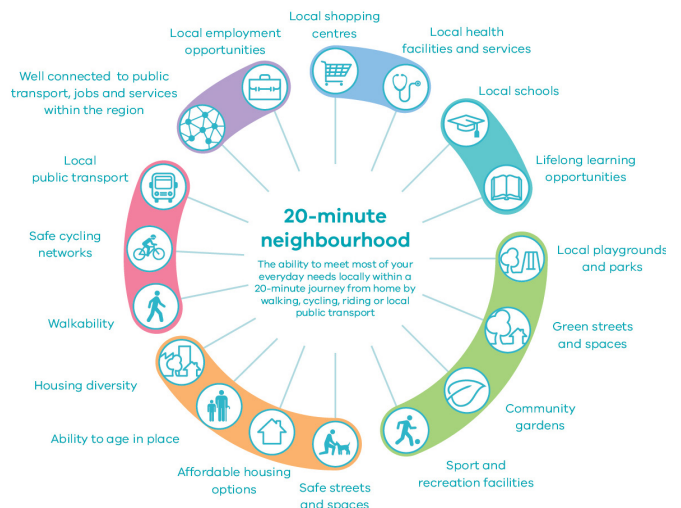 Local shopping
centres
Local health
facilities and services
Local schools
Lifelong learning
opportunities
Local playgrounds
and parks
Green streets
and spaces
Community
gardens
Sport and
recreation facilities
Safe streets
and spaces
Affordable housing
options
Ability to age in place
Housing diversity
Walkability
Safe cycling
networks
Local
public transport
Well connected to public
transport, jobs and services
within the region
Local employment
opportunities
20-minute
neighbourhood
The ability to meet most of your
everyday needs locally within a
20-minute journey from home by
walking, cycling, riding or local
public transport